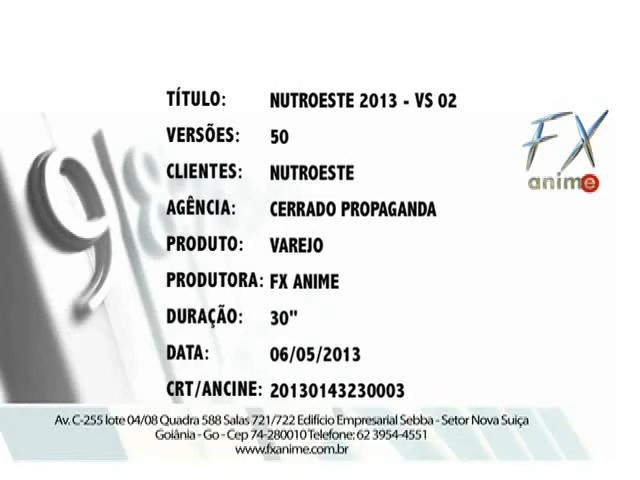 TÍTULO: NUTROESTE 2013 - VS 02
VERSÕES: 50
CLIENTES: NUTROESTE
AGÊNCIA: CERRADO PROPAGANDA
PRODUTO: VAREJO
PRODUTORA: FX ANIME
DURAÇÃO: 30"
DATA: 06/05/2013
CRT/ANCINE: 20130143230003
FX
anime
98
Av. C-255 lote 04/08 Quadra 588 Salas 721/722 Edifício Empresarial Sebba - Setor Nova Suiça
Goiânia - Go - Cep 74-280010 Telefone: 62 3954-4551
www.fxanime.com.br